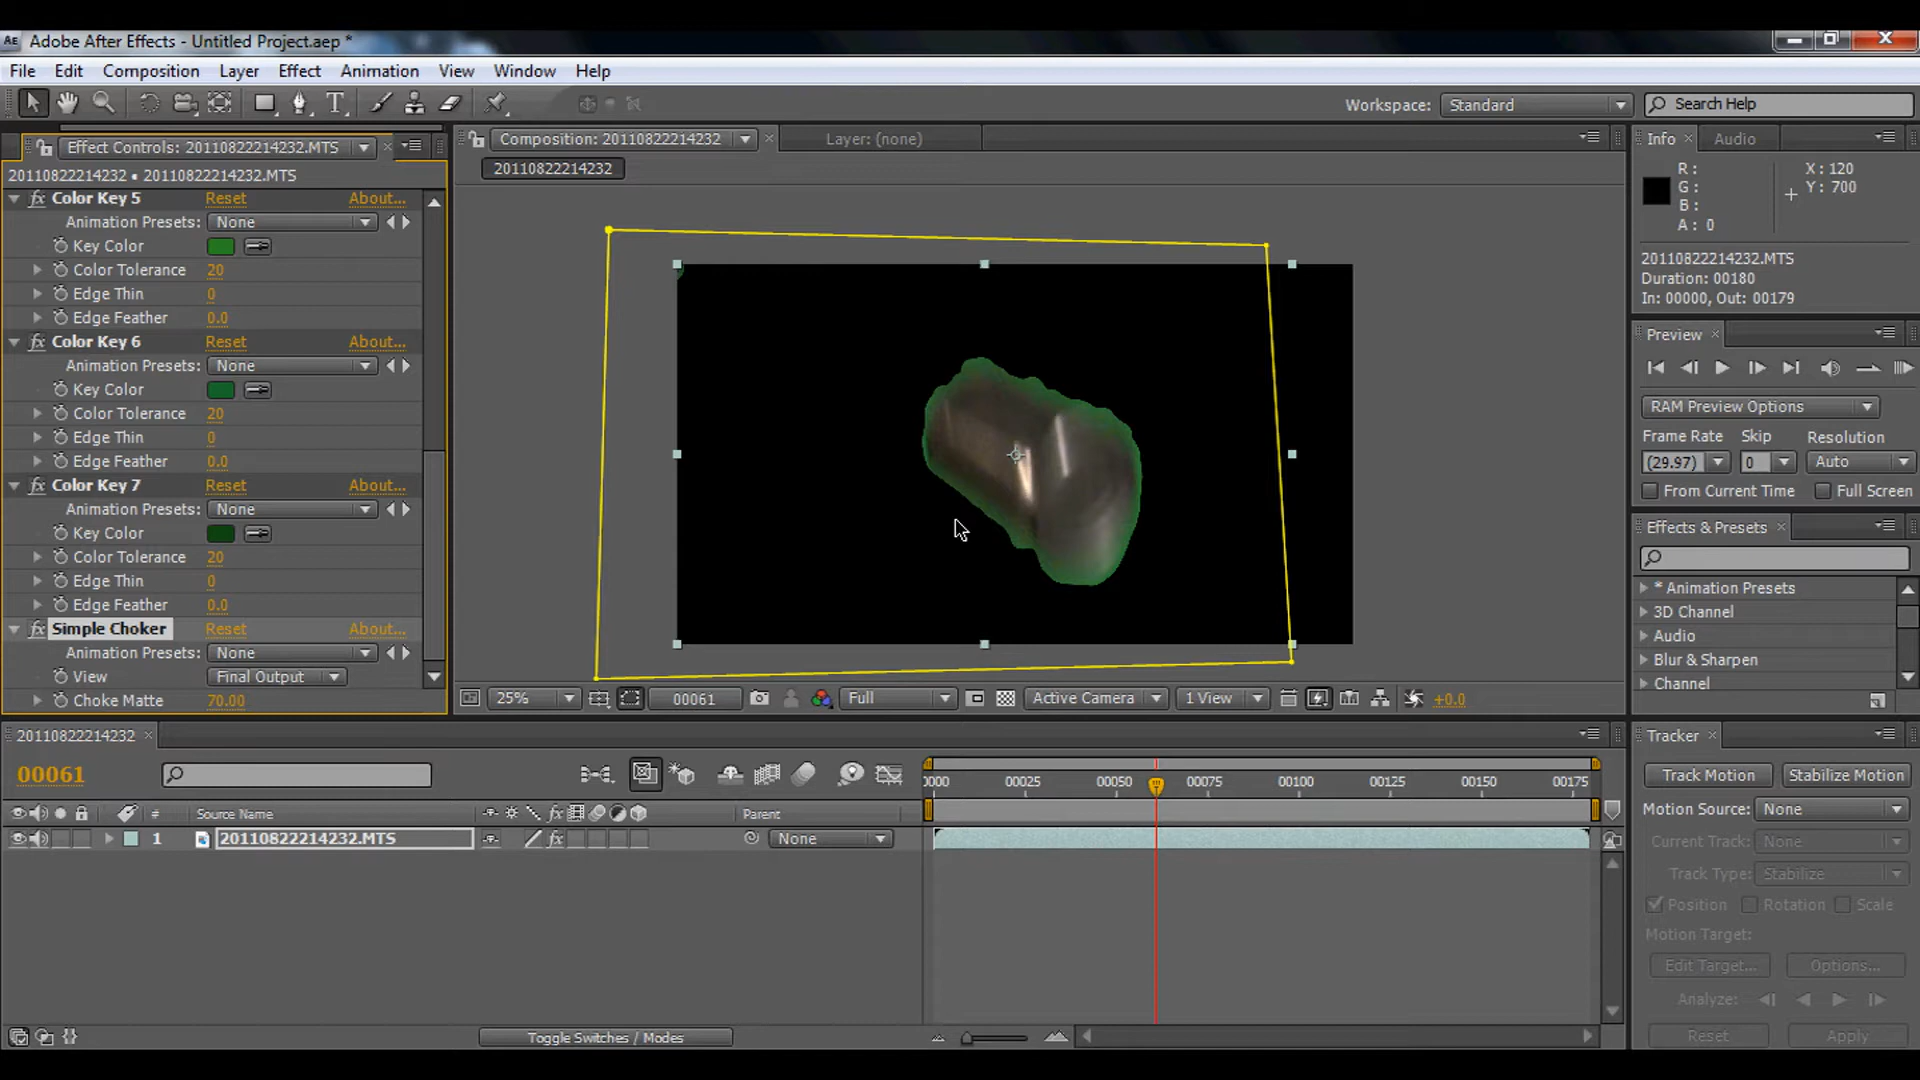 Adobe After Effects - Untitled Project.aep *
File Edit Composition Layer Effect Animation View Window Help
Workspace: Standard Search Help
Effect Controls: 20110822214232.MTS
20110822214232 • 20110822214232.MTS
Color Key 5 Reset About...
Animation Presets: None
Key Color
Color Tolerance 20
Edge Thin 0
Edge Feather 0.0
Color Key 6 Reset About...
Animation Presets: None
Key Color
Color Tolerance 20
Edge Thin 0
Edge Feather 0.0
Color Key 7 Reset About...
Animation Presets: None
Key Color
Color Tolerance 20
Edge Thin 0
Edge Feather 0.0
Simple Choker Reset About...
Animation Presets: None
View Final Output
Choke Matte 70.00
Composition: 20110822214232 Layer: (none)
20110822214232
25% 00061 Full Active Camera 1 View +0.0
Info Audio
R: X: 120
G: Y: 700
B:
A: 0
20110822214232.MTS
Duration: 00180
In: 00000, Out: 00179
Preview
RAM Preview Options
Frame Rate Skip Resolution
(29.97) 0 Auto
From Current Time Full Screen
Effects & Presets
* Animation Presets
3D Channel
Audio
Blur & Sharpen
Channel
20110822214232
00061
0000 00025 00050 00075 00100 00125 00150 00175
# Source Name Parent
1 20110822214232.MTS None
Toggle Switches / Modes
Tracker
Track Motion Stabilize Motion
Motion Source: None
Current Track: None
Track Type: Stabilize
Position Rotation Scale
Motion Target:
Edit Target... Options...
Analyze:
Reset Apply